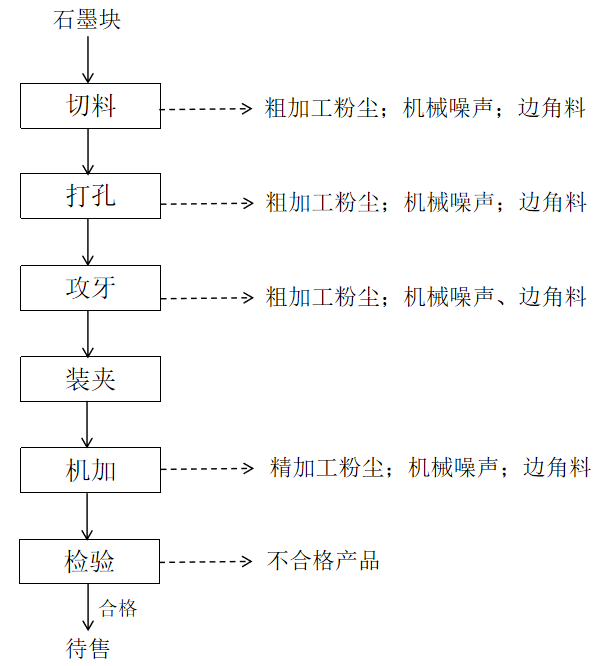 石墨块
切料
粗加工粉尘；机械噪声；边角料
打孔
粗加工粉尘；机械噪声；边角料
攻牙
粗加工粉尘；机械噪声、边角料
装夹
机加
精加工粉尘；机械噪声；边角料
检验
不合格产品
合格
待售